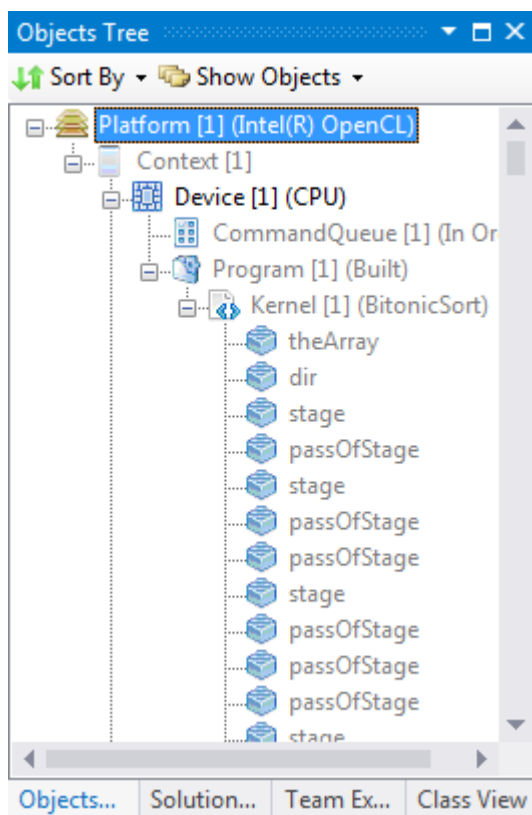 Objects Tree
Sort By Show Objects
Platform [1] (Intel(R) OpenCL)
Context [1]
Device [1] (CPU)
CommandQueue [1] (In Or
Program [1] (Built)
Kernel [1] (BitonicSort)
theArray
dir
stage
passOfStage
stage
passOfStage
passOfStage
stage
passOfStage
passOfStage
passOfStage
stage
Objects... Solution... Team Ex... Class View